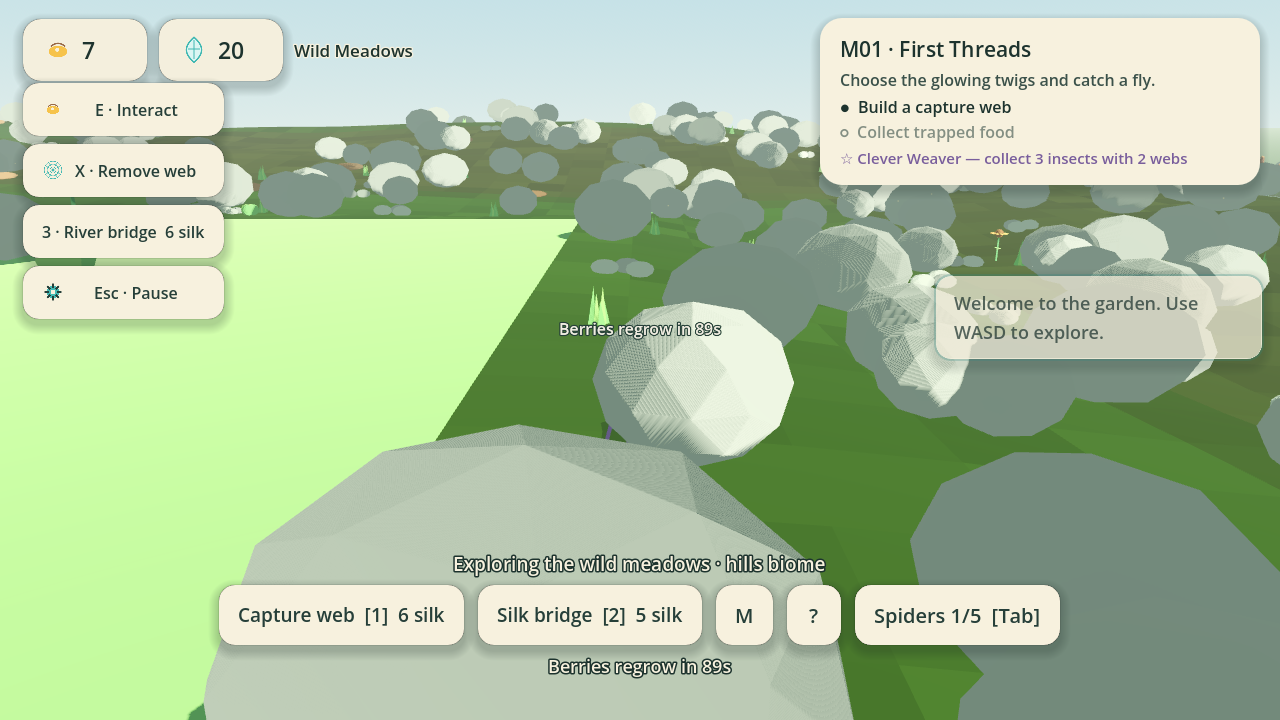 7
20
Wild Meadows
E · Interact
X · Remove web
3 · River bridge 6 silk
Esc · Pause
M01 · First Threads
Choose the glowing twigs and catch a fly.
Build a capture web
Collect trapped food
☆ Clever Weaver — collect 3 insects with 2 webs
Welcome to the garden. Use
WASD to explore.
Berries regrow in 89s
Exploring the wild meadows · hills biome
Capture web [1] 6 silk
Silk bridge [2] 5 silk
M
?
Spiders 1/5 [Tab]
Berries regrow in 89s